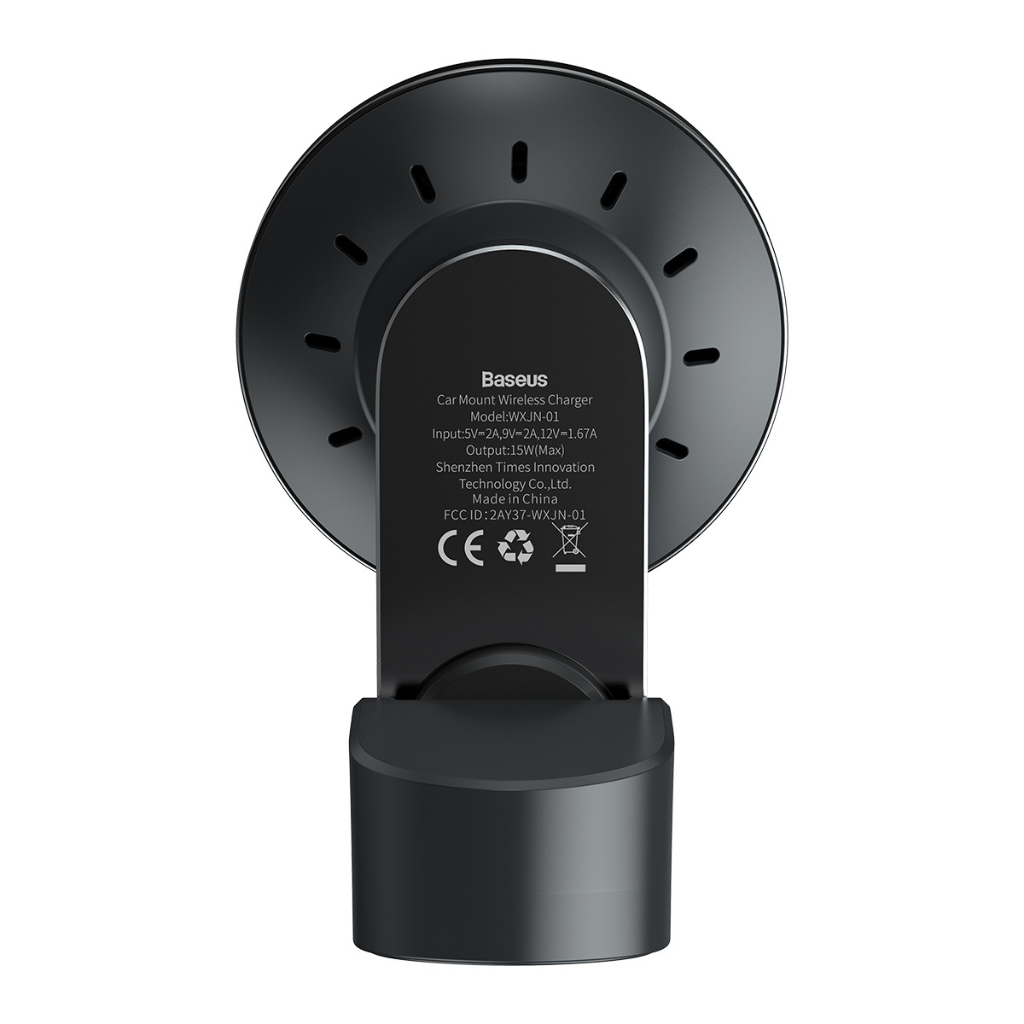 Baseus
Car Mount Wireless Charger
Model:WXJN-01
Input:5V⎓2A,9V⎓2A,12V⎓1.67A
Output:15W(Max)
Shenzhen Times Innovation
Technology Co.,Ltd.
Made in China
FCC ID:2AY37-WXJN-01
CE